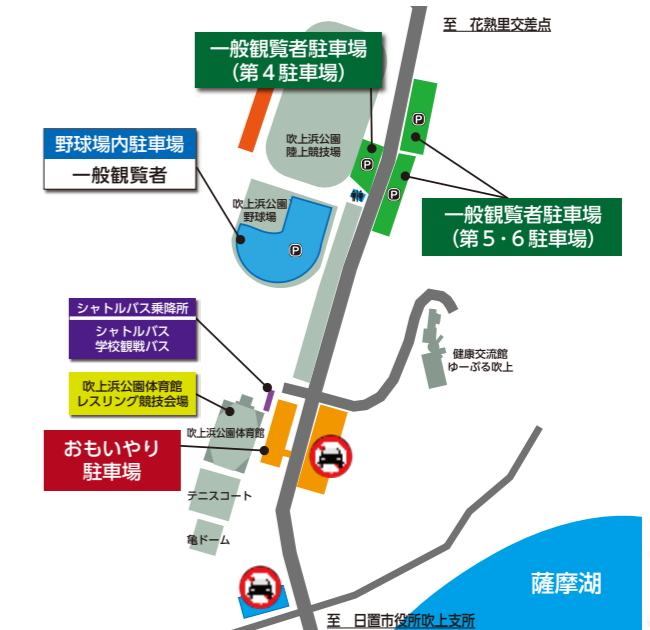 至 花熟里交差点
一般観覧者駐車場
(第4駐車場)
吹上浜公園
陸上競技場
P
P
P
野球場内駐車場
一般観覧者
吹上浜公園
野球場
P
一般観覧者駐車場
(第5・6駐車場)
シャトルバス乗降所
シャトルバス
学校観戦バス
健康交流館
ゆーぷる吹上
吹上浜公園体育館
レスリング競技会場
吹上浜公園体育館
おもいやり
駐車場
テニスコート
亀ドーム
薩摩湖
至 日置市役所吹上支所